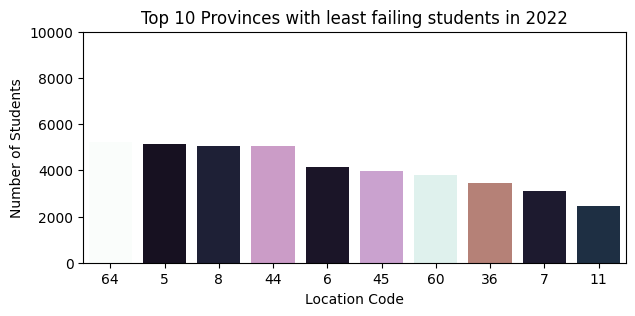 Top 10 Provinces with least failing students in 2022
10000
8000
6000
4000
2000
0
Number of Students
64 5 8 44 6 45 60 36 7 11
Location Code